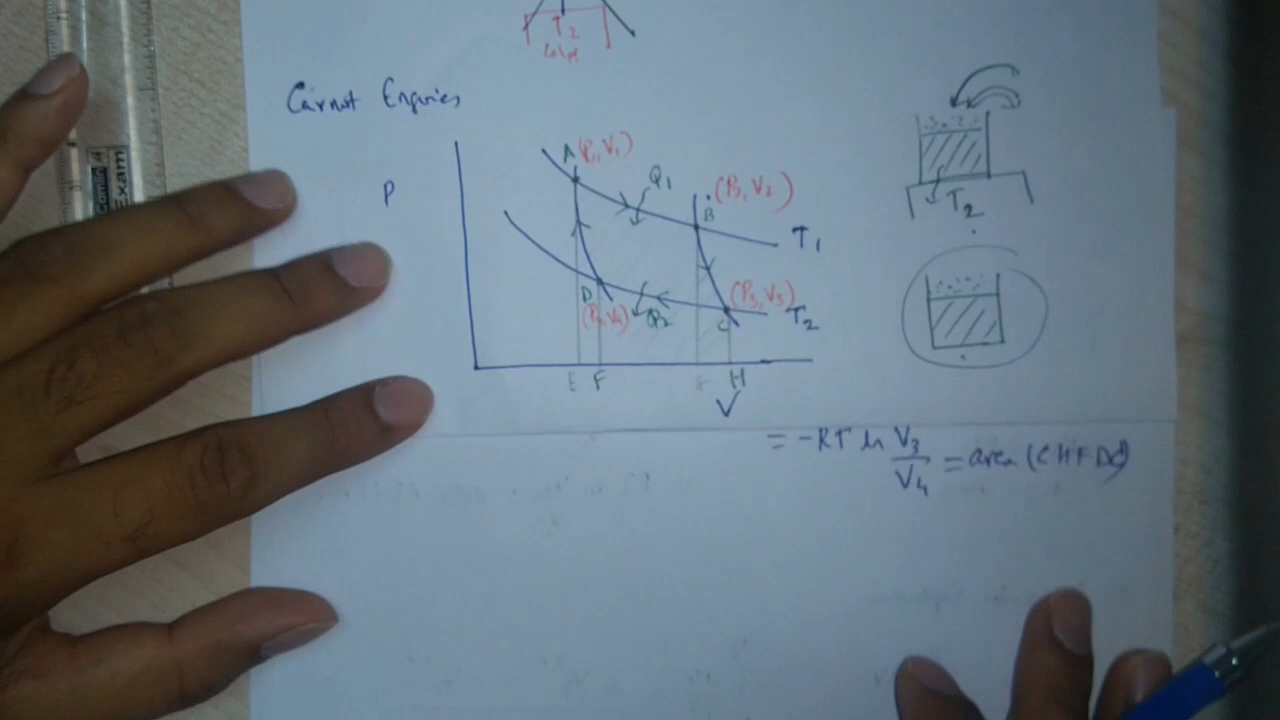 T2
Carnot Engines
P
A (P1, V1)
Q1
(P2, V2)
B
T1
D
(P4, V4)
Q2
(P3, V3)
C
T2
E F G H
V
T2
= -RT ln V3/V4 = area (CHFDC)
Exam